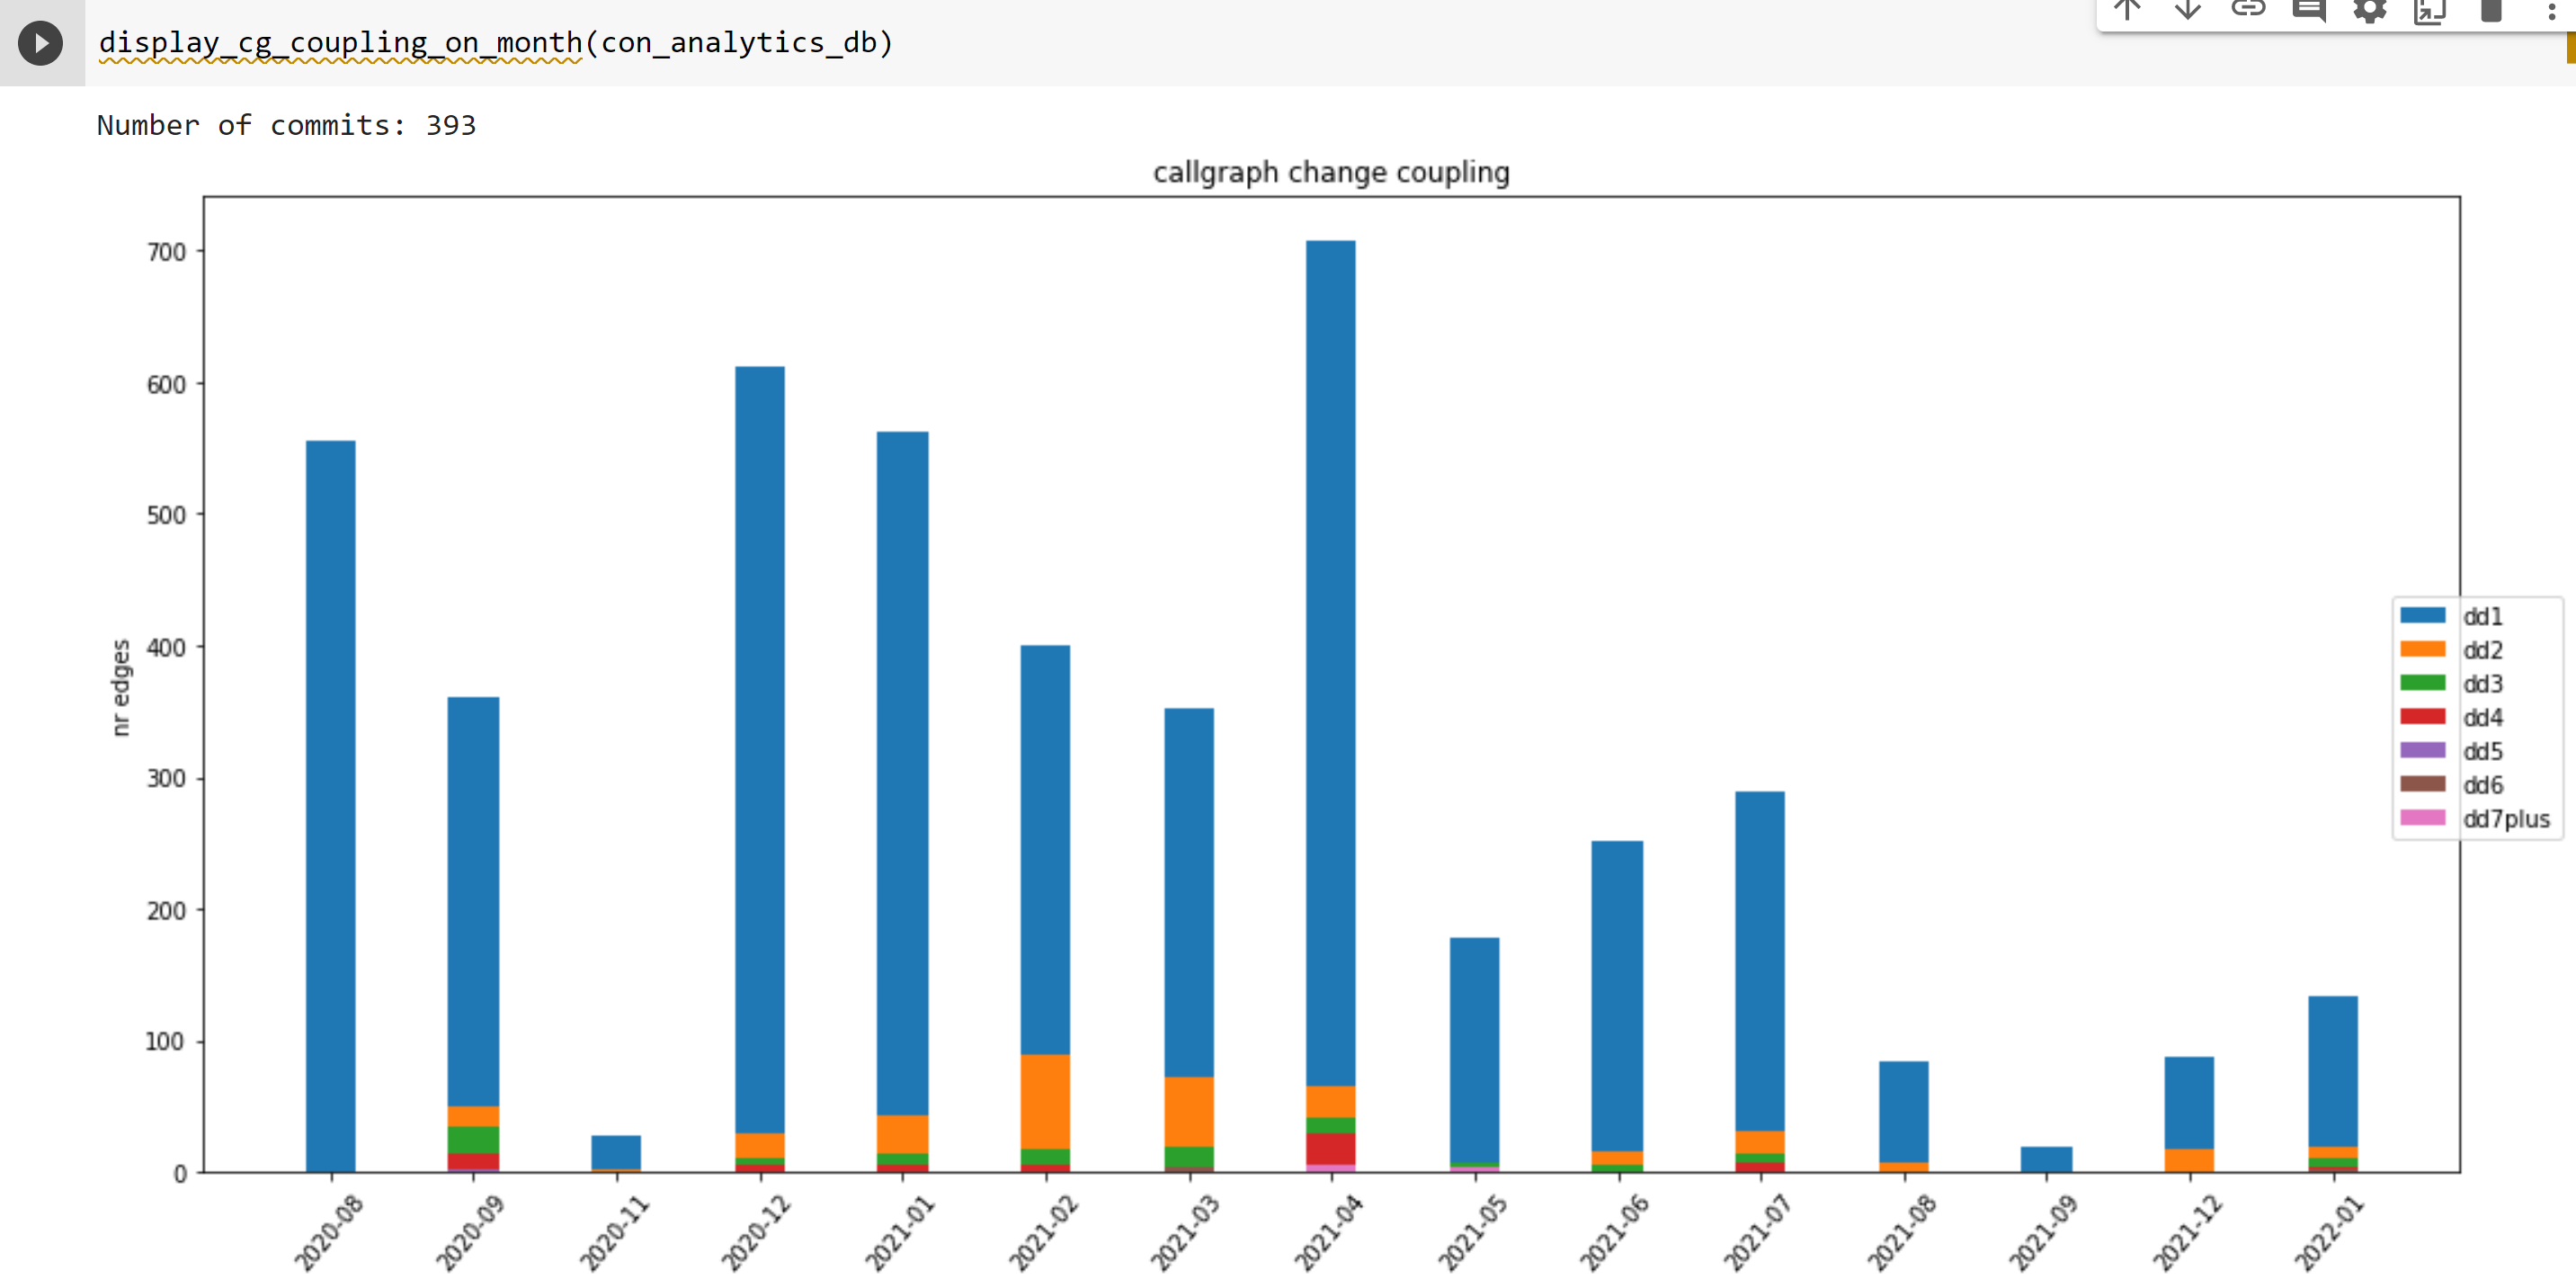 display_cg_coupling_on_month(con_analytics_db)
Number of commits: 393
callgraph change coupling
700
600
500
400
300
200
100
0
nr edges
2020-08
2020-09
2020-11
2020-12
2021-01
2021-02
2021-03
2021-04
2021-05
2021-06
2021-07
2021-08
2021-09
2021-12
2022-01
dd1
dd2
dd3
dd4
dd5
dd6
dd7plus